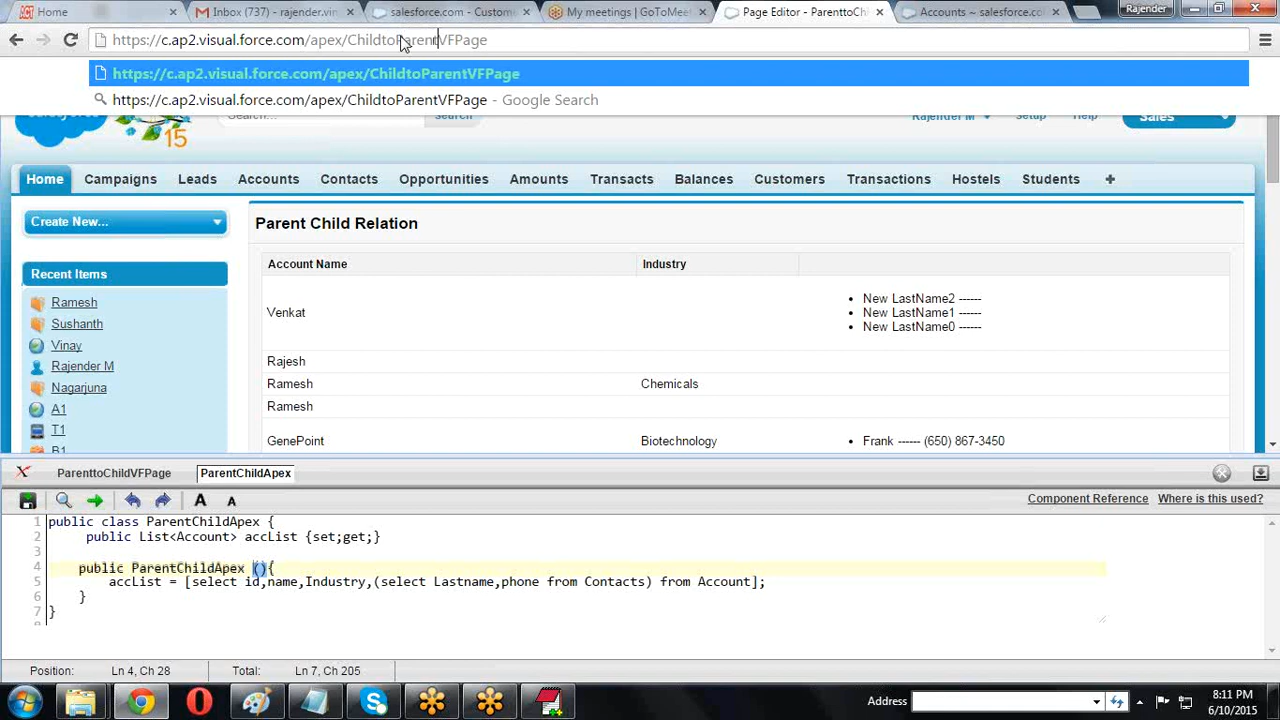 Home
Inbox (737) - rajender.vin
salesforce.com - Custome
My meetings | GoToMeet
Page Editor - ParenttoChi
Accounts ~ salesforce.co
Rajender
https://c.ap2.visual.force.com/apex/ChildtoParentVFPage
https://c.ap2.visual.force.com/apex/ChildtoParentVFPage
https://c.ap2.visual.force.com/apex/ChildtoParentVFPage - Google Search
15
Search...
Search
Rajender M
Setup
Help
Sales
Home
Campaigns
Leads
Accounts
Contacts
Opportunities
Amounts
Transacts
Balances
Customers
Transactions
Hostels
Students
Create New...
Recent Items
Ramesh
Sushanth
Vinay
Rajender M
Nagarjuna
A1
T1
B1
Parent Child Relation
Account Name Industry
Venkat
• New LastName2 ------
• New LastName1 ------
• New LastName0 ------
Rajesh
Ramesh Chemicals
Ramesh
GenePoint Biotechnology • Frank ------ (650) 867-3450
ParenttoChildVFPage
ParentChildApex
A A
Component Reference
Where is this used?
1 public class ParentChildApex {
2 public List<Account> accList {set;get;}
3
4 public ParentChildApex (){
5 accList = [select id,name,Industry,(select Lastname,phone from Contacts) from Account];
6 }
7 }
Position: Ln 4, Ch 28 Total: Ln 7, Ch 205
Address
8:11 PM
6/10/2015